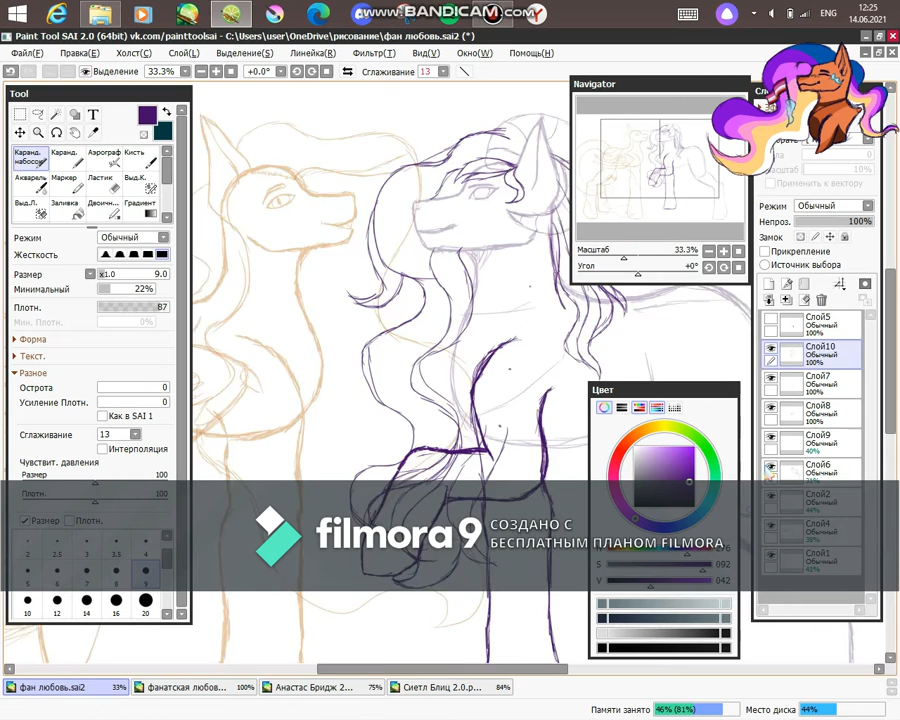 www.BANDICAM.com
ENG
12:25
14.06.2021
Paint Tool SAI 2.0 (64bit) vk.com/painttoolsai - C:\Users\user\OneDrive\рисование\фан любовь.sai2 (*)
Файл(F) Правка(E) Холст(C) Слой(L) Выделение(S) Линейка(R) Фильтр(T) Вид(V) Окно(W) Помощь(H)
Выделение 33.3% +0.0° Сглаживание 13
Tool
Каранд. набосок Каранд. Аэрограф Кисть
Акварель Маркер Ластик Выд.К.
Выд.Л. Заливка Двоичн... Градиент
Режим Обычный
Жесткость
Размер x1.0 9.0
Минимальный 22%
Плотн. 87
Мин. Плотн. 0%
Форма
Текст.
Разное
Острота 0
Усиление Плотн. 0
Как в SAI 1
Сглаживание 13
Интерполяция
Чувствит. давления
Размер 100
Плотн. 100
Размер Плотн.
2 2.5 3 4
5 6 7 8 9
10 12 14 16 20
Navigator
Масштаб 33.3%
Угол +0°
Цвет
S 092
V 042
0
10%
Применить к вектору
Режим Обычный
Непроз. 100%
Замок
Прикрепление
Источник выбора
Слой5
Обычный
100%
Слой10
Обычный
100%
Слой7
Обычный
100%
Слой8
Обычный
100%
Слой9
Обычный
40%
Слой6
Обычный
Слой2
Обычный
44%
Слой4
Обычный
38%
Слой1
Обычный
41%
filmora9
СОЗДАНО С
БЕСПЛАТНЫМ ПЛАНОМ FILMORA
фан любовь.sai2 33%
фанатская любов... 100%
Анастас Бридж 2... 75%
Сиетл Блиц 2.0.p... 84%
Памяти занято 46% (81%) Место диска 44%